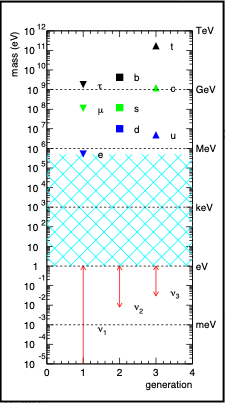 mass (eV)
10^12 TeV
10^11 t
10^10
τ b
10^9 c GeV
10^8 μ s
10^7 d u
10^6 MeV
e
10^5
10^4
10^3 keV
10^2
10
1 eV
10^-1
ν3
10^-2 ν2
10^-3 meV
ν1
10^-4
10^-5
0 1 2 3 4
generation